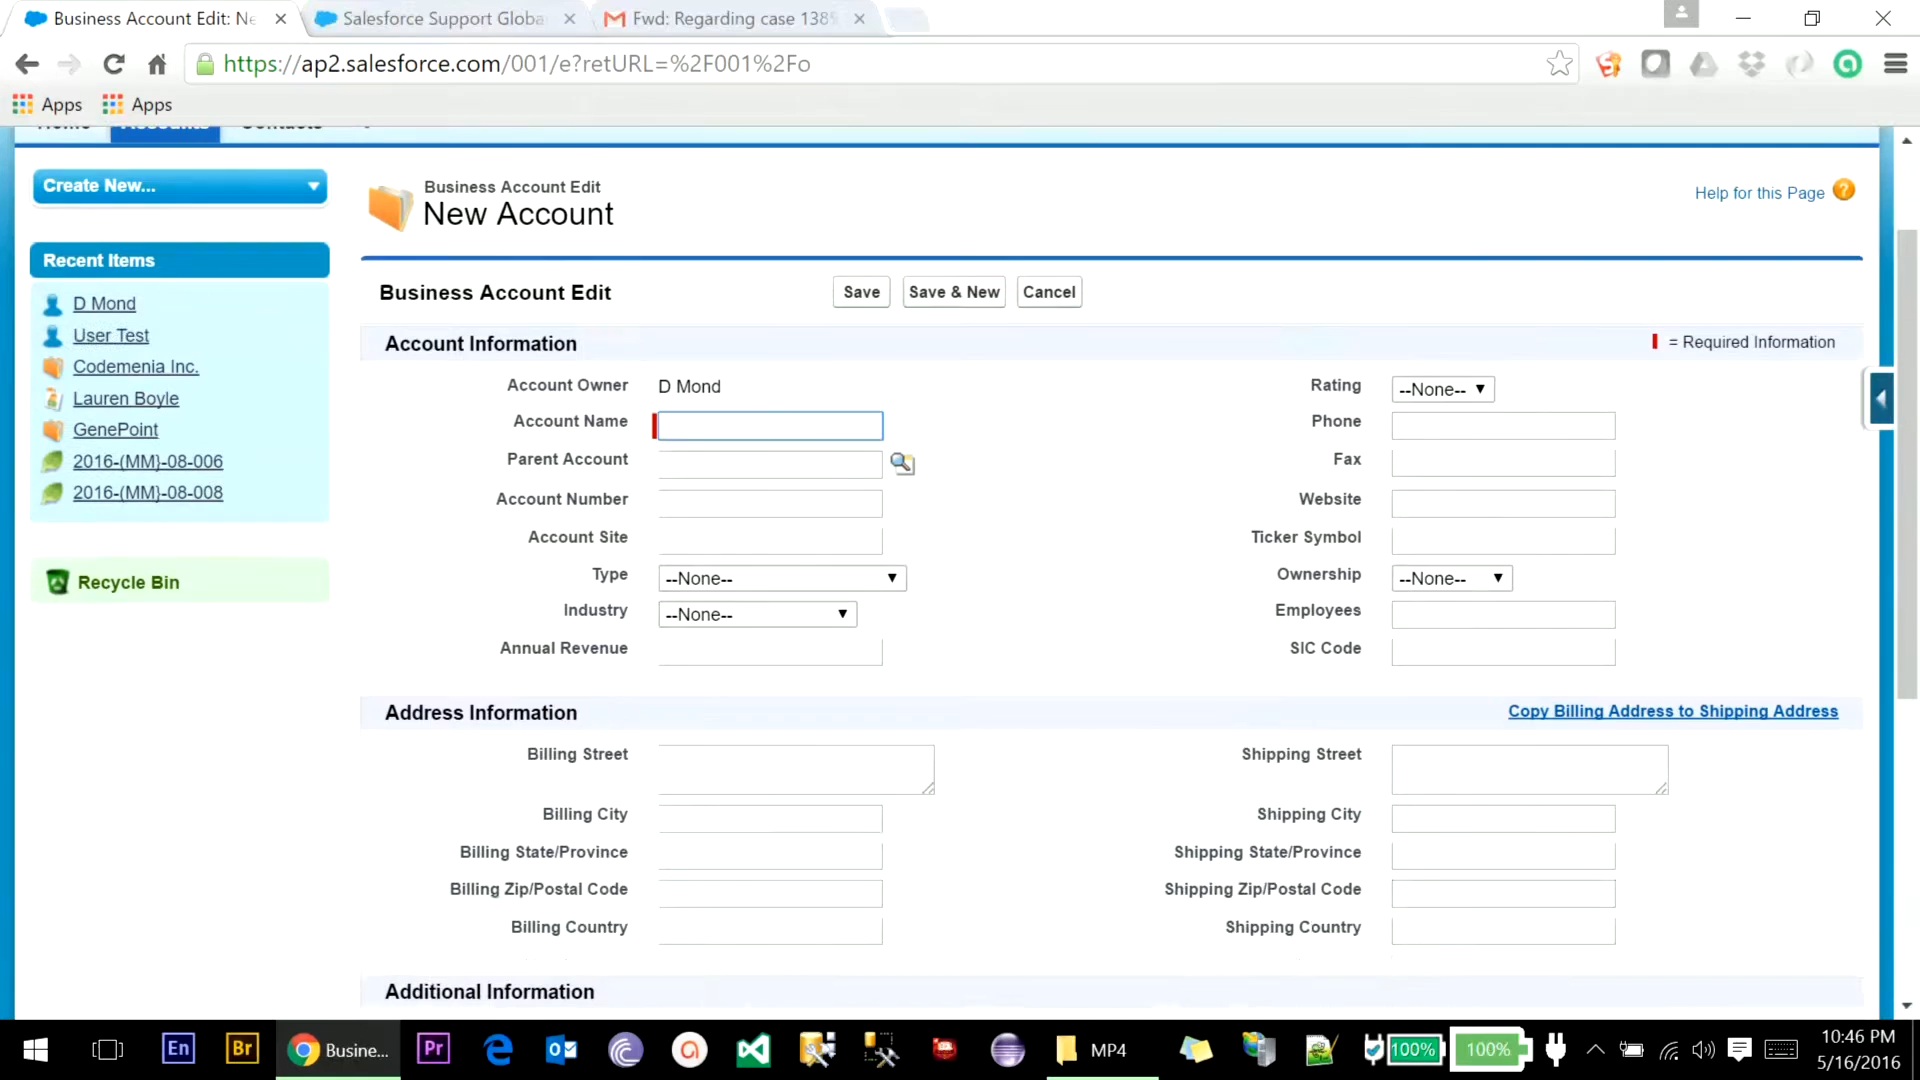 Business Account Edit: Ne
Salesforce Support Globa
Fwd: Regarding case 138
https://ap2.salesforce.com/001/e?retURL=%2F001%2Fo
Apps
Apps
Home
Accounts
Contacts
Create New...
Recent Items
D Mond
User Test
Codemenia Inc.
Lauren Boyle
GenePoint
2016-(MM)-08-006
2016-(MM)-08-008
Recycle Bin
Business Account Edit
New Account
Help for this Page
Business Account Edit
Save
Save & New
Cancel
Account Information
= Required Information
Account Owner
D Mond
Rating
--None--
Account Name
Phone
Parent Account
Fax
Account Number
Website
Account Site
Ticker Symbol
Type
--None--
Ownership
--None--
Industry
--None--
Employees
Annual Revenue
SIC Code
Address Information
Copy Billing Address to Shipping Address
Billing Street
Shipping Street
Billing City
Shipping City
Billing State/Province
Shipping State/Province
Billing Zip/Postal Code
Shipping Zip/Postal Code
Billing Country
Shipping Country
Additional Information
En
Br
Busine...
Pr
MP4
100%
100%
10:46 PM
5/16/2016